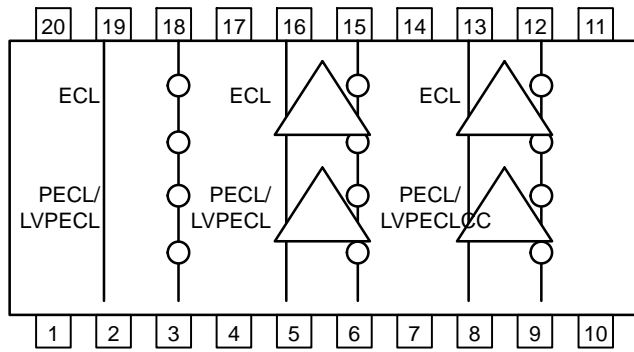 20 19 18 17 16 15 14 13 12 11
ECL ECL ECL
PECL/ PECL/ PECL/
LVPECL LVPECL LVPECLCC
1 2 3 4 5 6 7 8 9 10